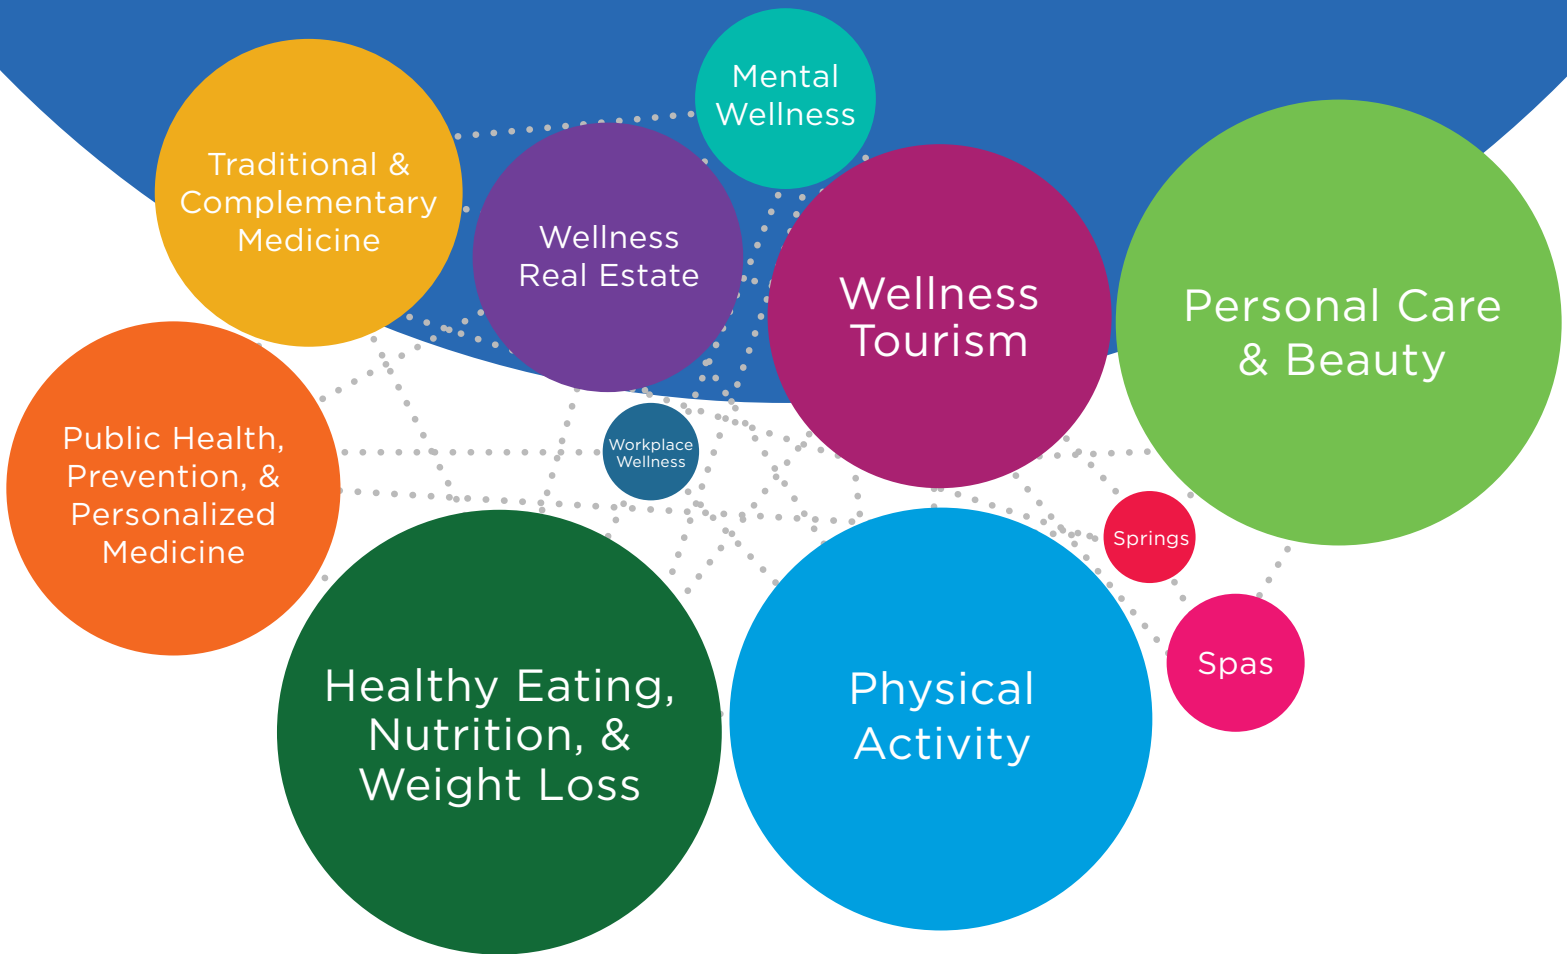 Mental
Wellness
Traditional &
Complementary
Medicine
Wellness
Real Estate
Wellness
Tourism
Personal Care
& Beauty
Public Health,
Prevention, &
Personalized
Medicine
Workplace
Wellness
Springs
Spas
Healthy Eating,
Nutrition, &
Weight Loss
Physical
Activity